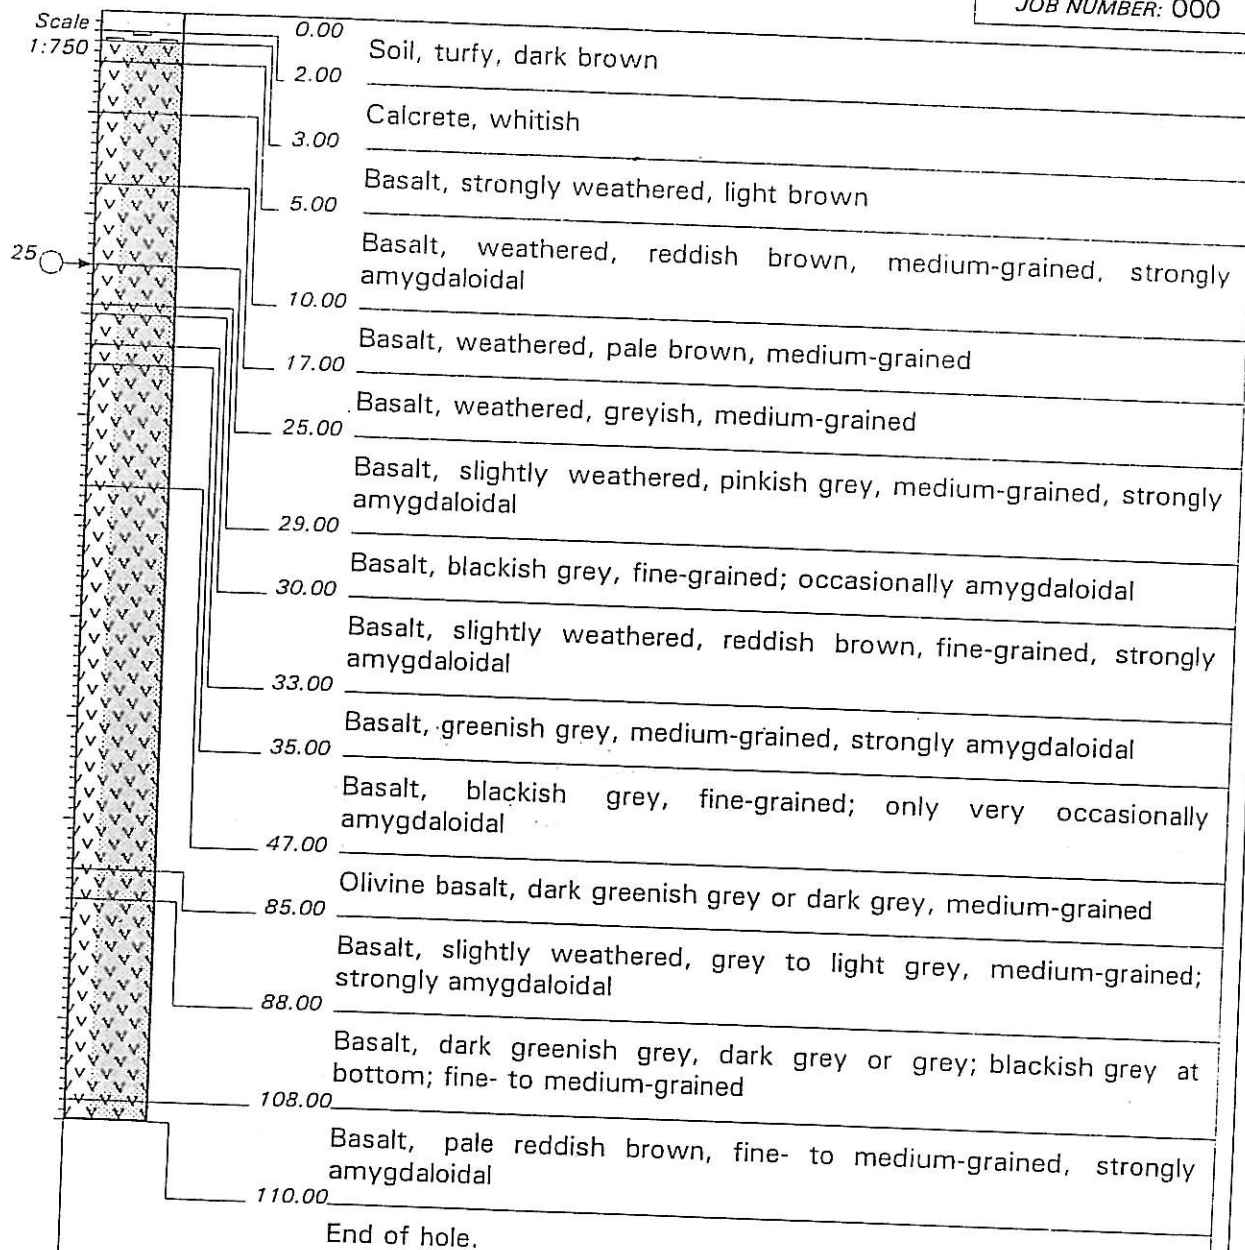 JOB NUMBER: 000
Scale
1:750
0.00
Soil, turfy, dark brown
2.00
Calcrete, whitish
3.00
Basalt, strongly weathered, light brown
5.00
Basalt, weathered, reddish brown, medium-grained, strongly
amygdaloidal
10.00
Basalt, weathered, pale brown, medium-grained
17.00
Basalt, weathered, greyish, medium-grained
25
25.00
Basalt, slightly weathered, pinkish grey, medium-grained, strongly
amygdaloidal
29.00
Basalt, blackish grey, fine-grained; occasionally amygdaloidal
30.00
Basalt, slightly weathered, reddish brown, fine-grained, strongly
amygdaloidal
33.00
Basalt, greenish grey, medium-grained, strongly amygdaloidal
35.00
Basalt, blackish grey, fine-grained; only very occasionally
amygdaloidal
47.00
Olivine basalt, dark greenish grey or dark grey, medium-grained
85.00
Basalt, slightly weathered, grey to light grey, medium-grained;
strongly amygdaloidal
88.00
Basalt, dark greenish grey, dark grey or grey; blackish grey at
bottom; fine- to medium-grained
108.00
Basalt, pale reddish brown, fine- to medium-grained, strongly
amygdaloidal
110.00
End of hole.